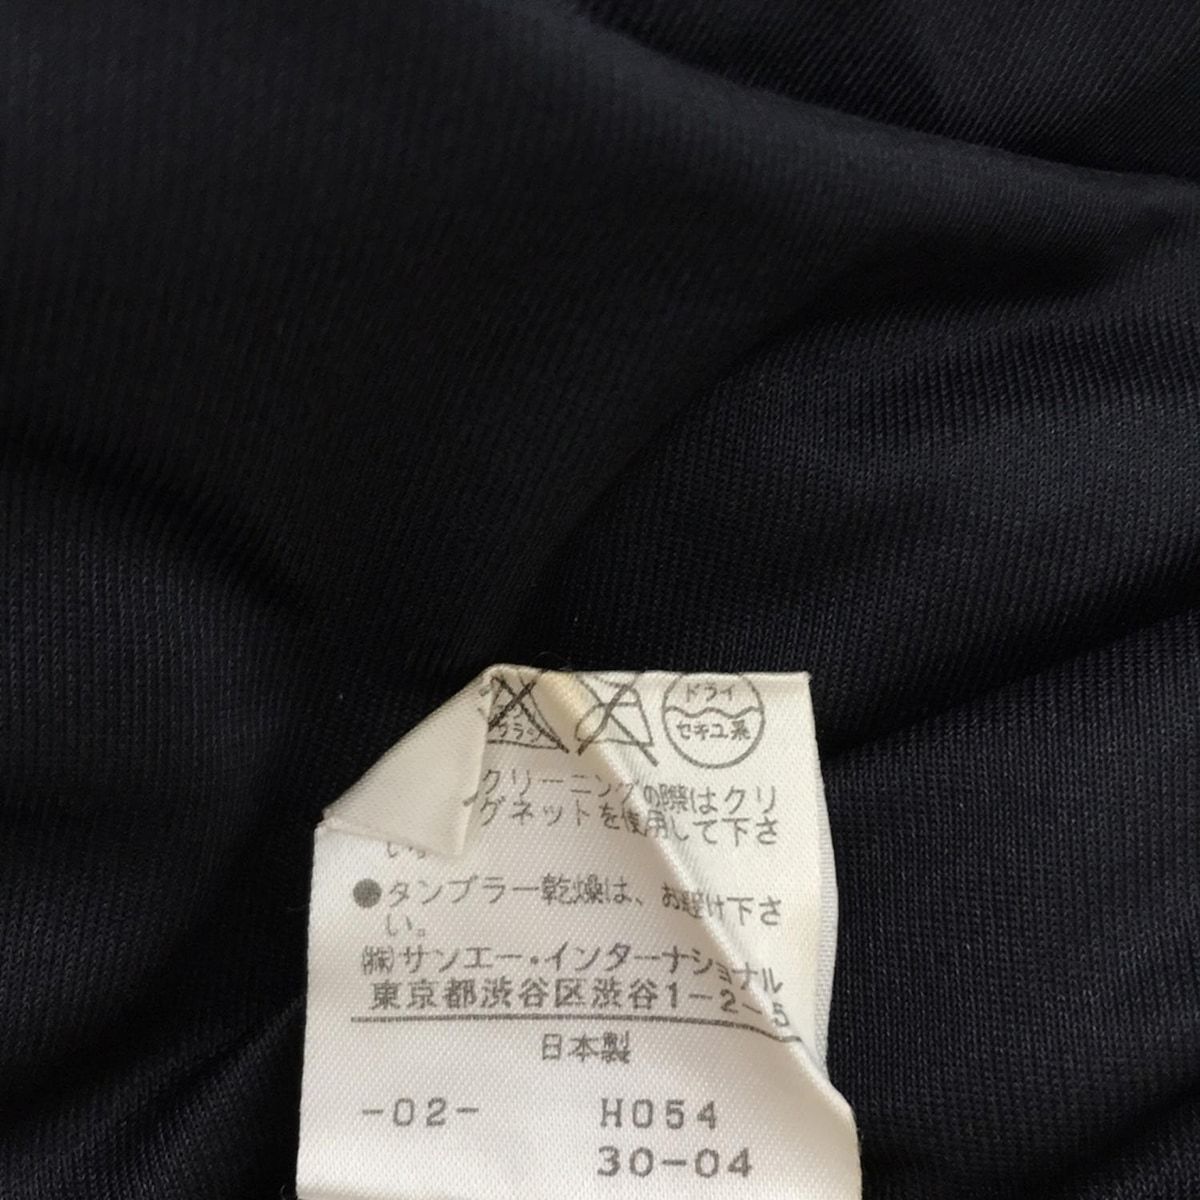 ドライ
セキユ系
クリーニングの際はクリ
グネットを使用して下さ
い。
●タンブラー乾燥は、お避け下さ
い。
㈱サンエー・インターナショナル
東京都渋谷区渋谷1-2-5
日本製
-02- H054
30-04